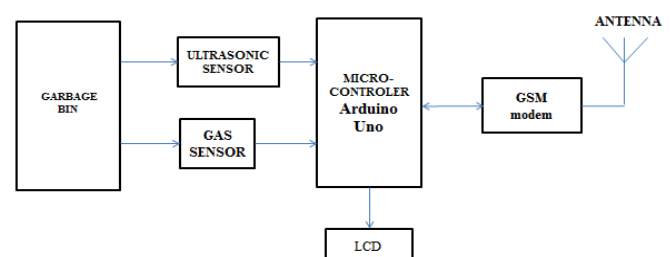 GARBAGE
BIN
ULTRASONIC
SENSOR
GAS
SENSOR
MICRO-
CONTROLER
Arduino
Uno
LCD
GSM
modem
ANTENNA